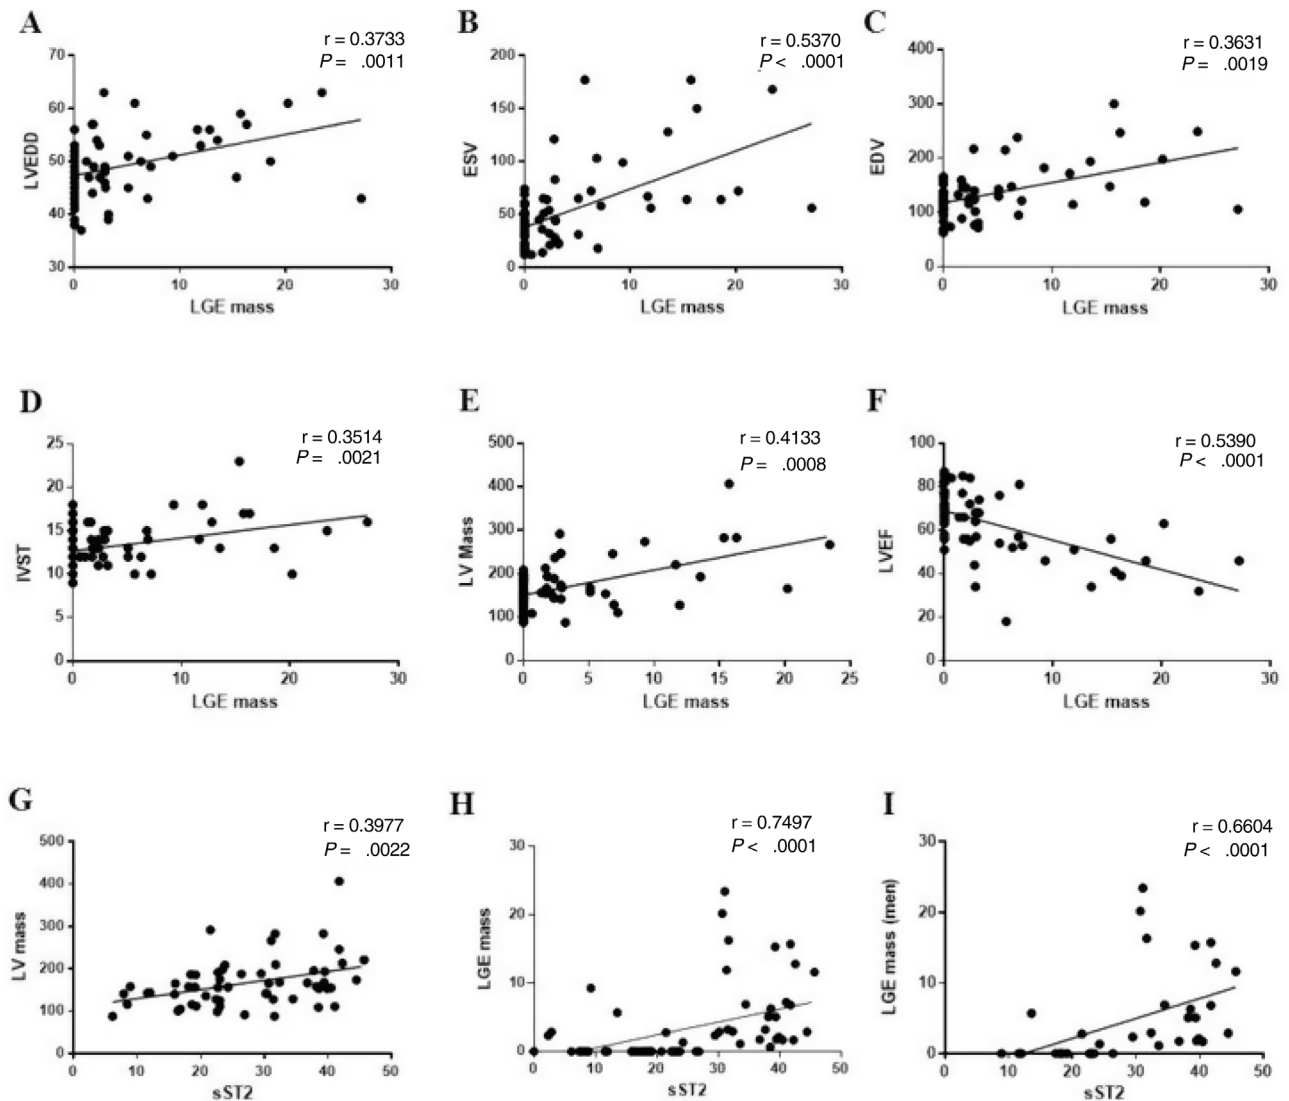 A
r = 0.3733
P = .0011
70
60
50
40
30
LVEDD
0 10 20 30
LGE mass
B
r = 0.5370
P < .0001
200
150
100
50
0
ESV
0 10 20 30
LGE mass
C
r = 0.3631
P = .0019
400
300
200
100
0
EDV
0 10 20 30
LGE mass
D
r = 0.3514
P = .0021
25
20
15
10
5
0
IVST
0 10 20 30
LGE mass
E
r = 0.4133
P = .0008
500
400
300
200
100
0
LV Mass
0 5 10 15 20 25
LGE mass
F
r = 0.5390
P < .0001
100
80
60
40
20
0
LVEF
0 10 20 30
LGE mass
G
r = 0.3977
P = .0022
500
400
300
200
100
0
LV mass
0 10 20 30 40 50
sST2
H
r = 0.7497
P < .0001
30
20
10
0
LGE mass
0 10 20 30 40 50
sST2
I
r = 0.6604
P < .0001
30
20
10
0
LGE mass (men)
0 10 20 30 40 50
sST2